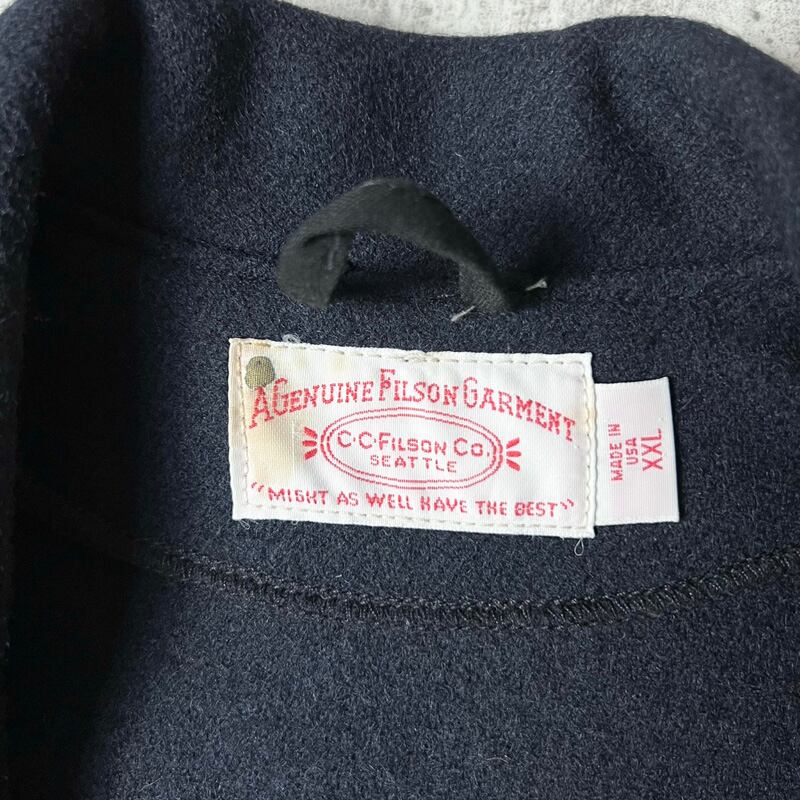 A GENUINE FILSON GARMENT
C.C. FILSON CO.
SEATTLE
"MIGHT AS WELL HAVE THE BEST"
MADE IN
USA
XXL